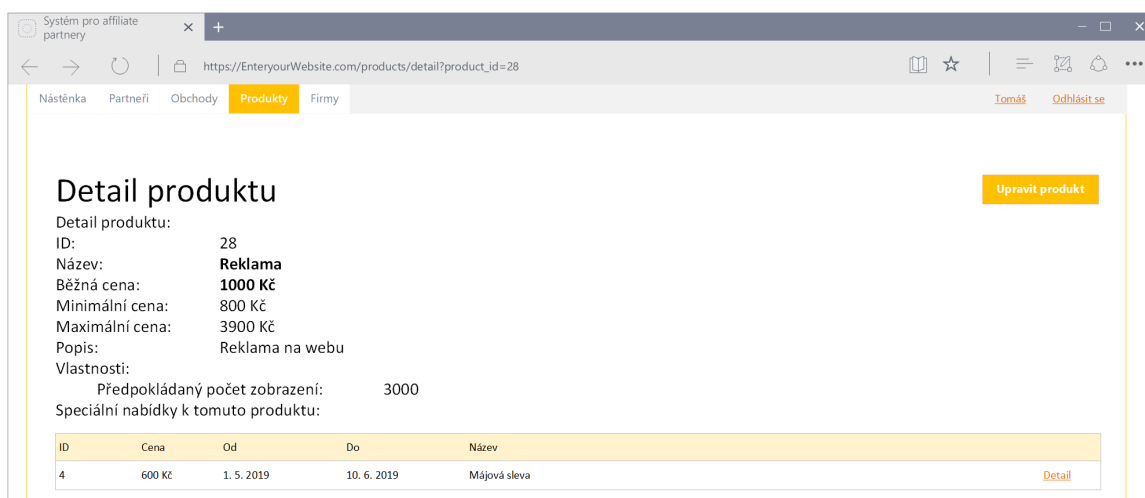 Systém pro affiliate
partnery
https://EnteryourWebsite.com/products/detail?product_id=28
Nástěnka Partneři Obchody Produkty Firmy Tomáš Odhlásit se
Detail produktu Upravit produkt
Detail produktu:
ID: 28
Název: Reklama
Běžná cena: 1000 Kč
Minimální cena: 800 Kč
Maximální cena: 3900 Kč
Popis: Reklama na webu
Vlastnosti:
Předpokládaný počet zobrazení: 3000
Speciální nabídky k tomuto produktu:
ID Cena Od Do Název
4 600 Kč 1. 5. 2019 10. 6. 2019 Májová sleva Detail